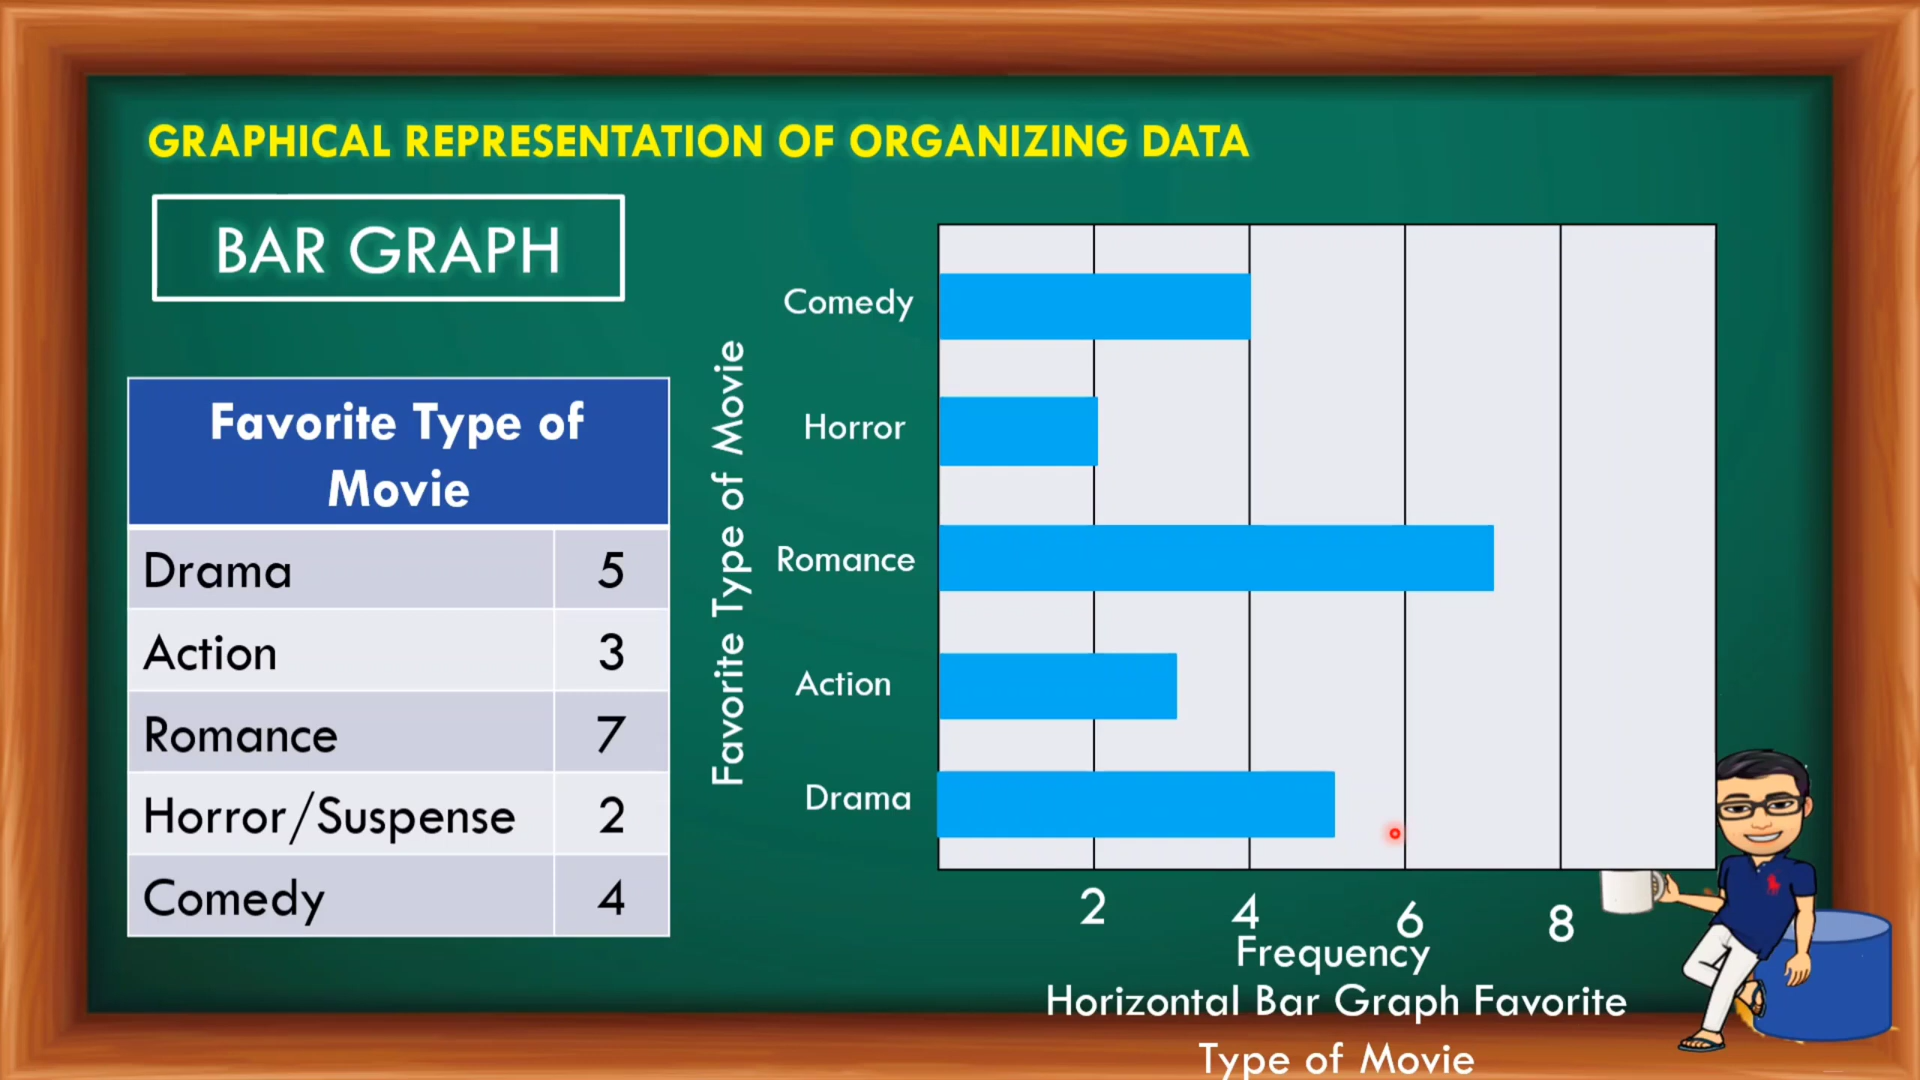 GRAPHICAL REPRESENTATION OF ORGANIZING DATA
BAR GRAPH
Favorite Type of
Movie
Drama 5
Action 3
Romance 7
Horror/Suspense 2
Comedy 4
Favorite Type of Movie
Comedy
Horror
Romance
Action
Drama
2 4 6 8
Frequency
Horizontal Bar Graph Favorite
Type of Movie